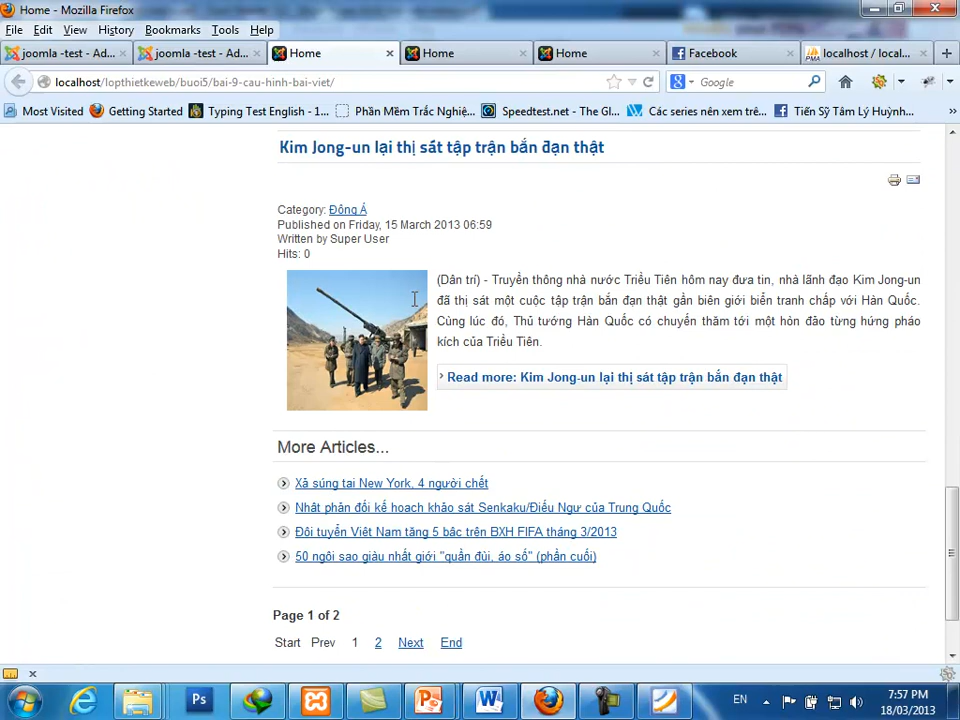 Home - Mozilla Firefox
File Edit View History Bookmarks Tools Help
joomla -test - Ad... joomla -test - Ad... Home Home Home Facebook localhost / local...
localhost/lopthietkeweb/buoi5/bai-9-cau-hinh-bai-viet/ Google
Most Visited Getting Started Typing Test English - 1... Phần Mềm Trắc Nghiệ... Speedtest.net - The Gl... Các series nên xem trê... Tiến Sỹ Tâm Lý Huỳnh...
Kim Jong-un lại thị sát tập trận bắn đạn thật
Category: Đông Á
Published on Friday, 15 March 2013 06:59
Written by Super User
Hits: 0
(Dân trí) - Truyền thông nhà nước Triều Tiên hôm nay đưa tin, nhà lãnh đạo Kim Jong-un
đã thị sát một cuộc tập trận bắn đạn thật gần biên giới biển tranh chấp với Hàn Quốc.
Cùng lúc đó, Thủ tướng Hàn Quốc có chuyến thăm tới một hòn đảo từng hứng pháo
kích của Triều Tiên.
Read more: Kim Jong-un lại thị sát tập trận bắn đạn thật
More Articles...
Xả súng tại New York, 4 người chết
Nhật phản đối kế hoạch khảo sát Senkaku/Điếu Ngư của Trung Quốc
Đội tuyển Việt Nam tăng 5 bậc trên BXH FIFA tháng 3/2013
50 ngôi sao giàu nhất giới "quần đùi, áo số" (phần cuối)
Page 1 of 2
Start Prev 1 2 Next End
EN 7:57 PM
18/03/2013